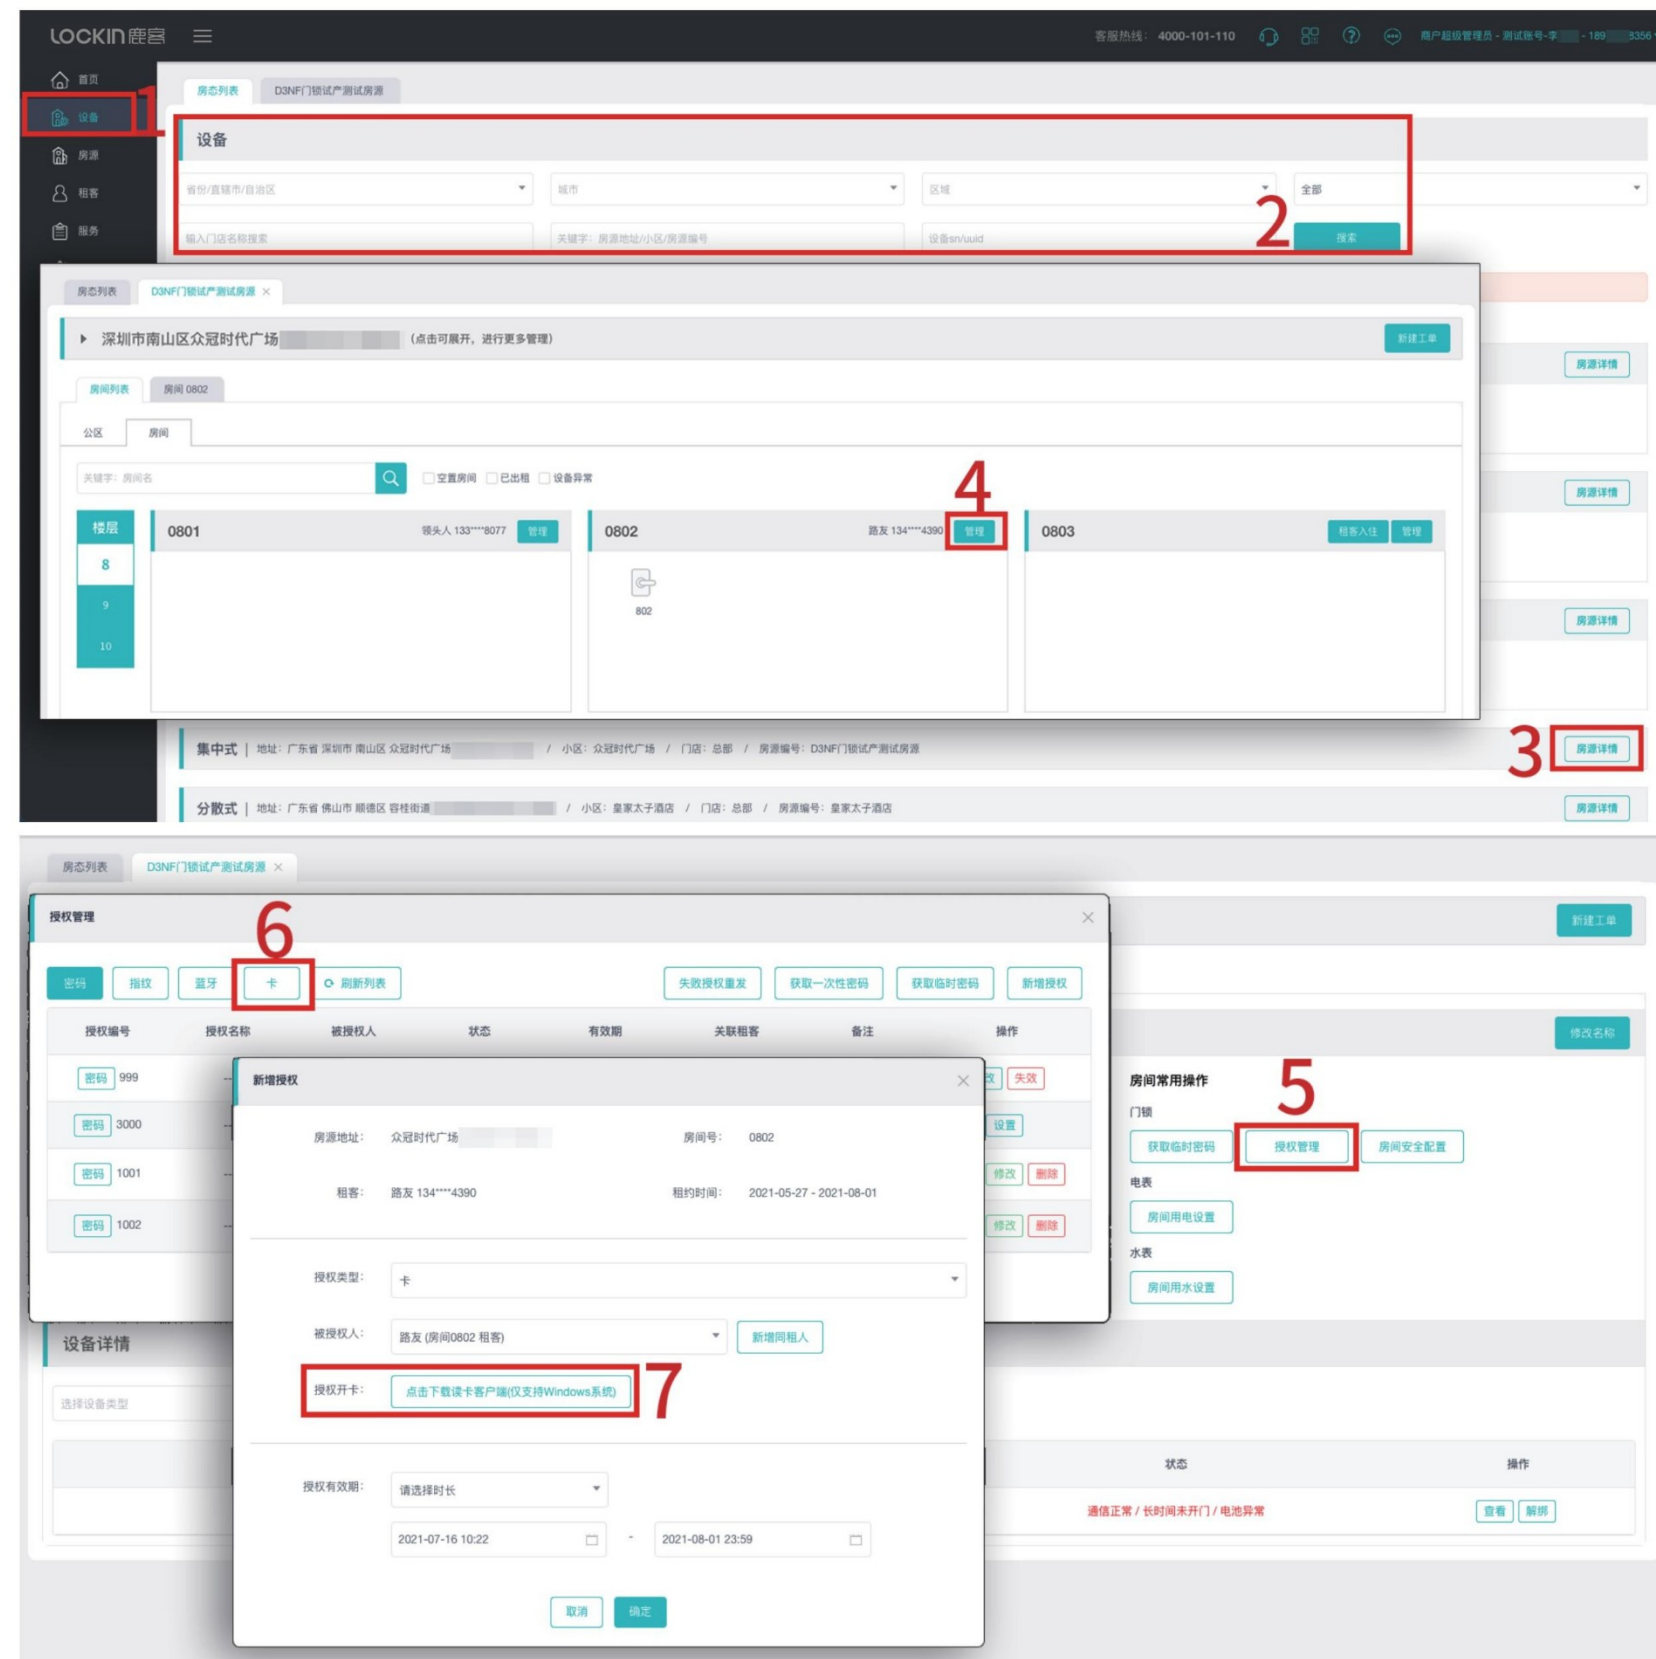 LOCKIN鹿客
客服热线： 4000-101-110
商户超级管理员 - 测试账号-李 - 189 8356
首页
设备
房源
租客
服务
1
房态列表 D3NF门锁试产测试房源
设备
省份/直辖市/自治区 城市 区域 全部
输入门店名称搜索 关键字：房源地址/小区/房源编号 设备sn/uuid 搜索
2
房态列表 D3NF门锁试产测试房源 ×
深圳市南山区众冠时代广场 (点击可展开，进行更多管理) 新建工单
房源详情
房间列表 房间 0802
公区 房间
关键字：房间名 空置房间 已出租 设备异常
4
房源详情
楼层 0801 领头人 133****8077 管理 0802 路友 134****4390 管理 0803 租客入住 管理
8
9
10
802
房源详情
集中式 | 地址：广东省 深圳市 南山区 众冠时代广场 / 小区：众冠时代广场 / 门店：总部 / 房源编号：D3NF门锁试产测试房源 房源详情
3
分散式 | 地址：广东省 佛山市 顺德区 容桂街道 / 小区：皇家太子酒店 / 门店：总部 / 房源编号：皇家太子酒店 房源详情
房态列表 D3NF门锁试产测试房源 ×
授权管理 ×
新建工单
6
密码 指纹 蓝牙 卡 刷新列表 失败授权重发 获取一次性密码 获取临时密码 新增授权
授权编号 授权名称 被授权人 状态 有效期 关联租客 备注 操作
修改名称
密码 999 -- 改 失效
密码 3000 -- 设置
密码 1001 -- 修改 删除
密码 1002 -- 修改 删除
房间常用操作
5
门锁
获取临时密码 授权管理 房间安全配置
电表
房间用电设置
水表
房间用水设置
新增授权 ×
房源地址： 众冠时代广场 房间号： 0802
租客： 路友 134****4390 租约时间： 2021-05-27 - 2021-08-01
授权类型： 卡
被授权人： 路友 (房间0802 租客) 新增同租人
授权开卡： 点击下载读卡客户端(仅支持Windows系统)
7
授权有效期： 请选择时长
2021-07-16 10:22 - 2021-08-01 23:59
取消 确定
设备详情
选择设备类型
状态 操作
通信正常 / 长时间未开门 / 电池异常 查看 解绑